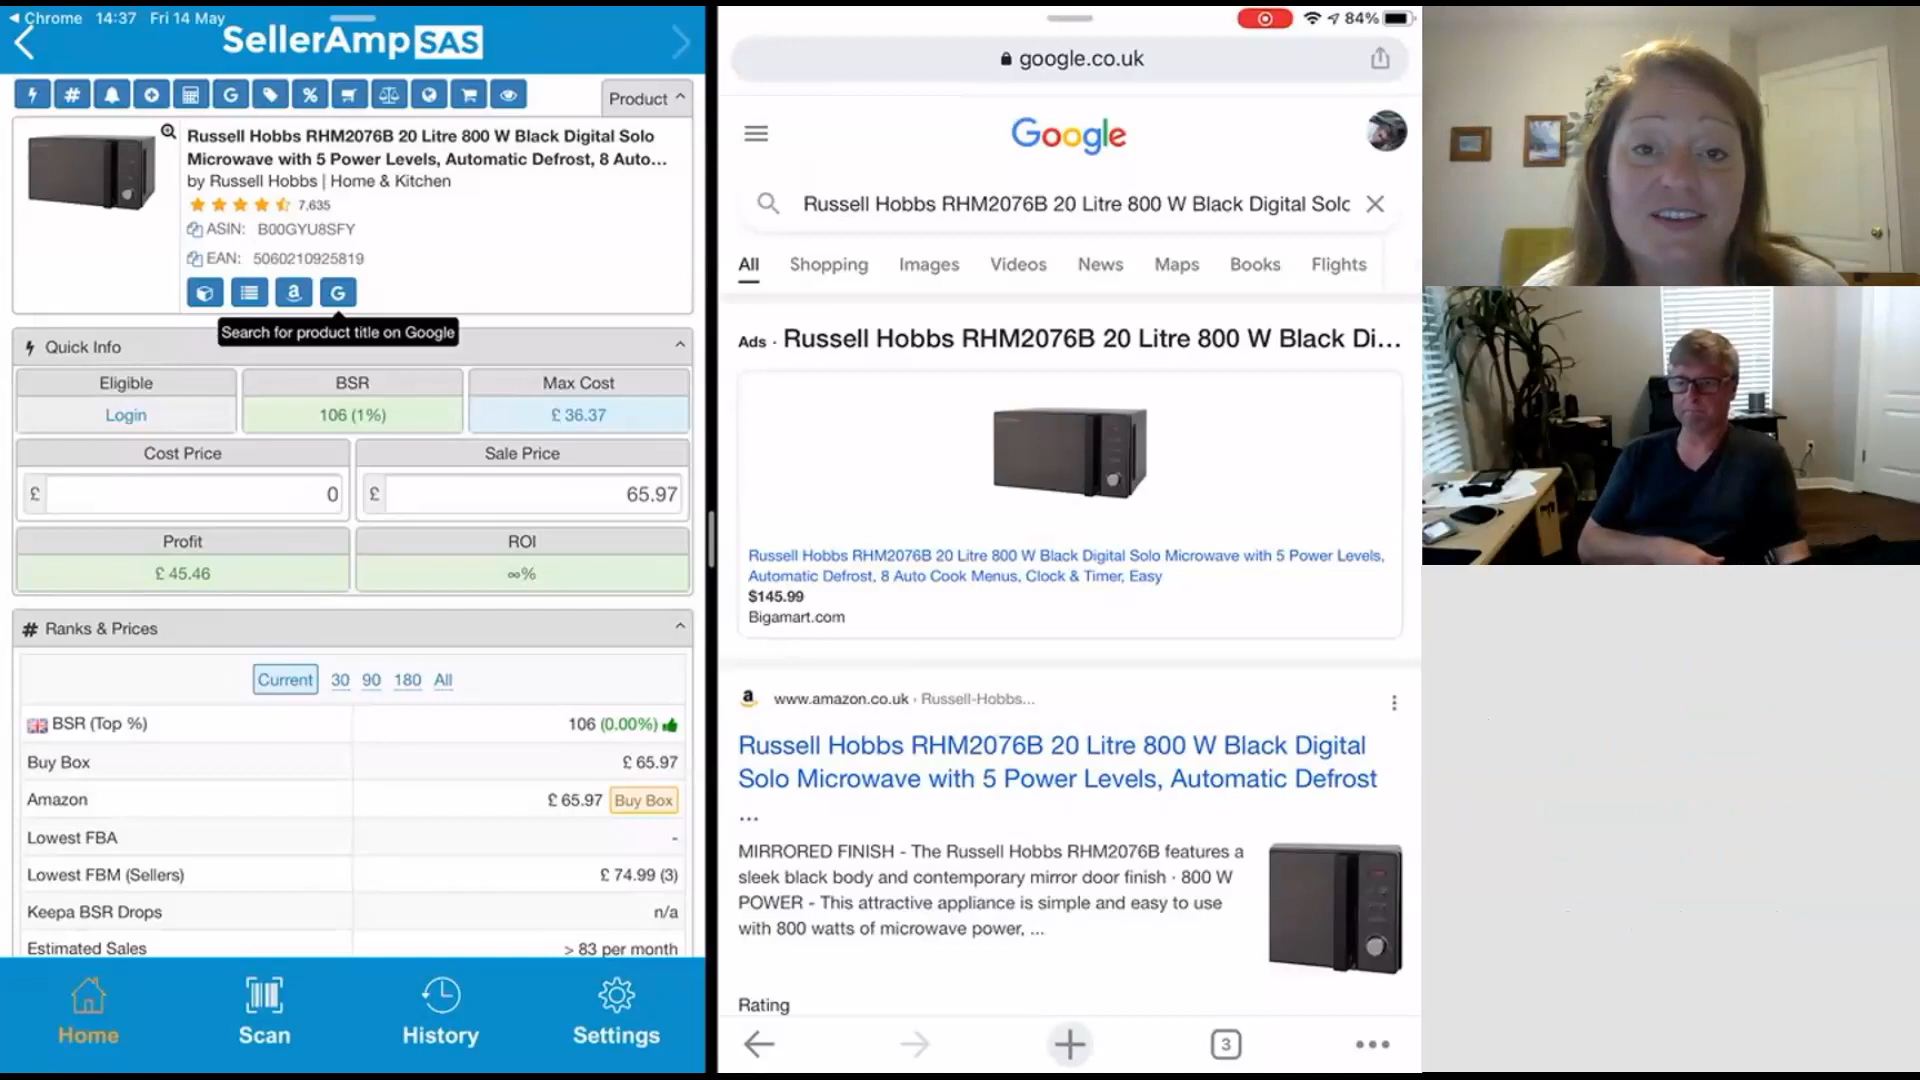 Chrome 14:37 Fri 14 May
SellerAmp SAS
Product
Russell Hobbs RHM2076B 20 Litre 800 W Black Digital Solo
Microwave with 5 Power Levels, Automatic Defrost, 8 Auto...
by Russell Hobbs | Home & Kitchen
7,635
ASIN: B00GYU8SFY
EAN: 5060210925819
Search for product title on Google
Quick Info
Eligible BSR Max Cost
Login 106 (1%) £ 36.37
Cost Price Sale Price
£ 0 £ 65.97
Profit ROI
£ 45.46 ∞%
# Ranks & Prices
Current 30 90 180 All
BSR (Top %) 106 (0.00%)
Buy Box £ 65.97
Amazon £ 65.97 Buy Box
Lowest FBA -
Lowest FBM (Sellers) £ 74.99 (3)
Keepa BSR Drops n/a
Estimated Sales > 83 per month
Home Scan History Settings
84%
google.co.uk
Google
Russell Hobbs RHM2076B 20 Litre 800 W Black Digital Solo
All Shopping Images Videos News Maps Books Flights
Ads · Russell Hobbs RHM2076B 20 Litre 800 W Black Di...
Russell Hobbs RHM2076B 20 Litre 800 W Black Digital Solo Microwave with 5 Power Levels,
Automatic Defrost, 8 Auto Cook Menus, Clock & Timer, Easy
$145.99
Bigamart.com
www.amazon.co.uk · Russell-Hobbs...
Russell Hobbs RHM2076B 20 Litre 800 W Black Digital
Solo Microwave with 5 Power Levels, Automatic Defrost
...
MIRRORED FINISH - The Russell Hobbs RHM2076B features a
sleek black body and contemporary mirror door finish · 800 W
POWER - This attractive appliance is simple and easy to use
with 800 watts of microwave power, ...
Rating
3